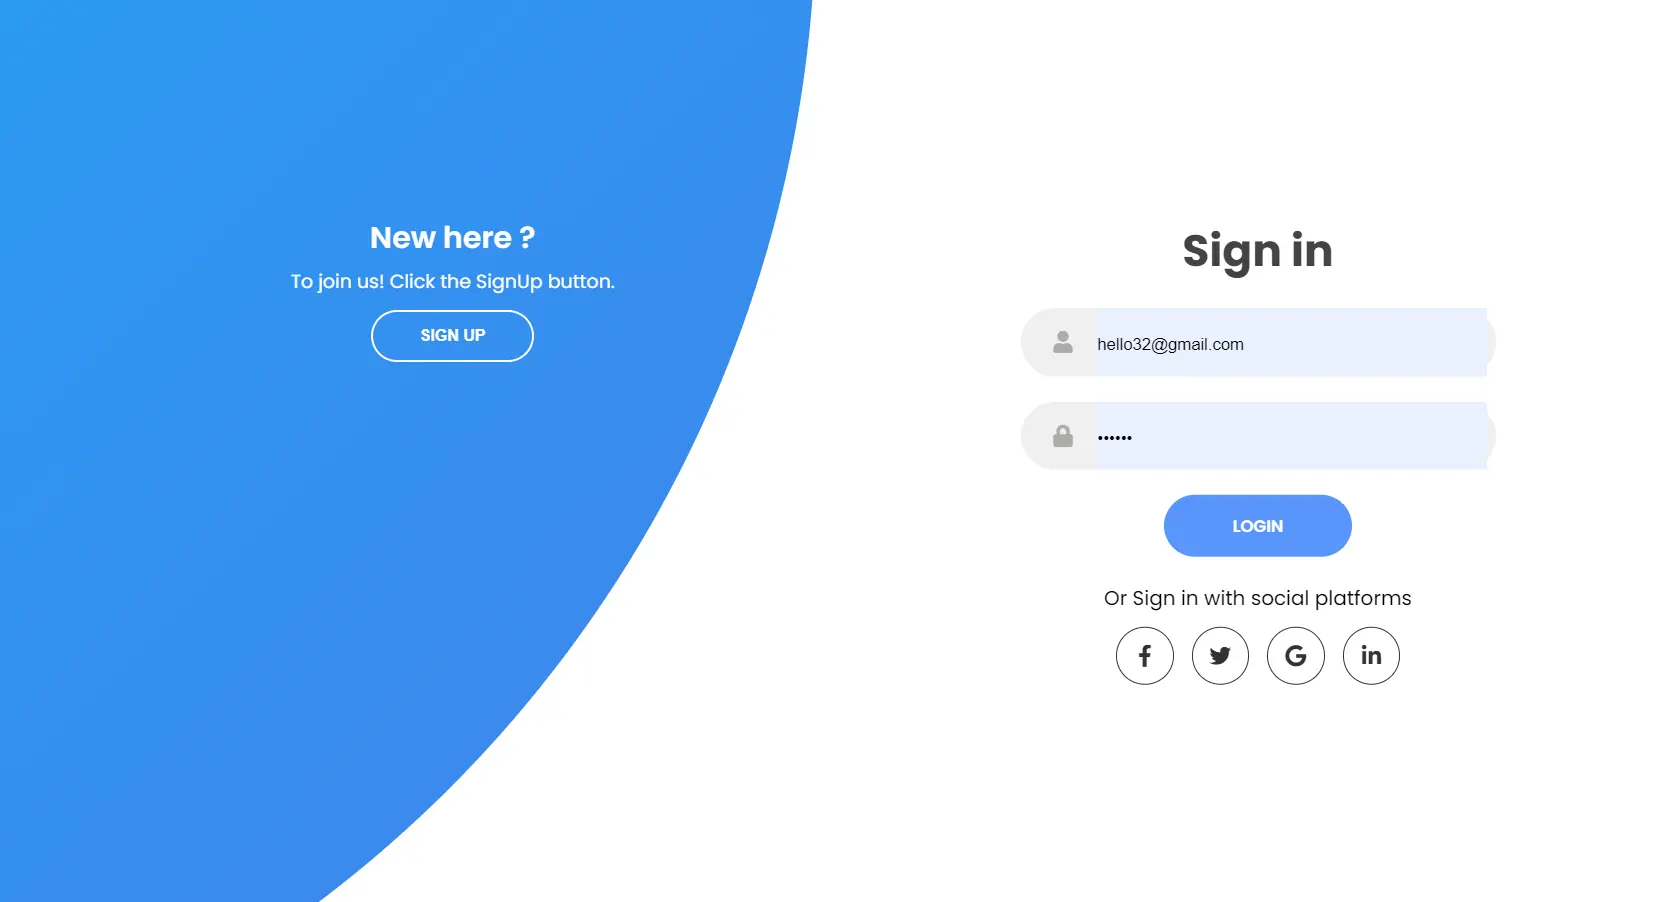 New here ?
To join us! Click the SignUp button.
SIGN UP
Sign in
hello32@gmail.com
••••••
LOGIN
Or Sign in with social platforms